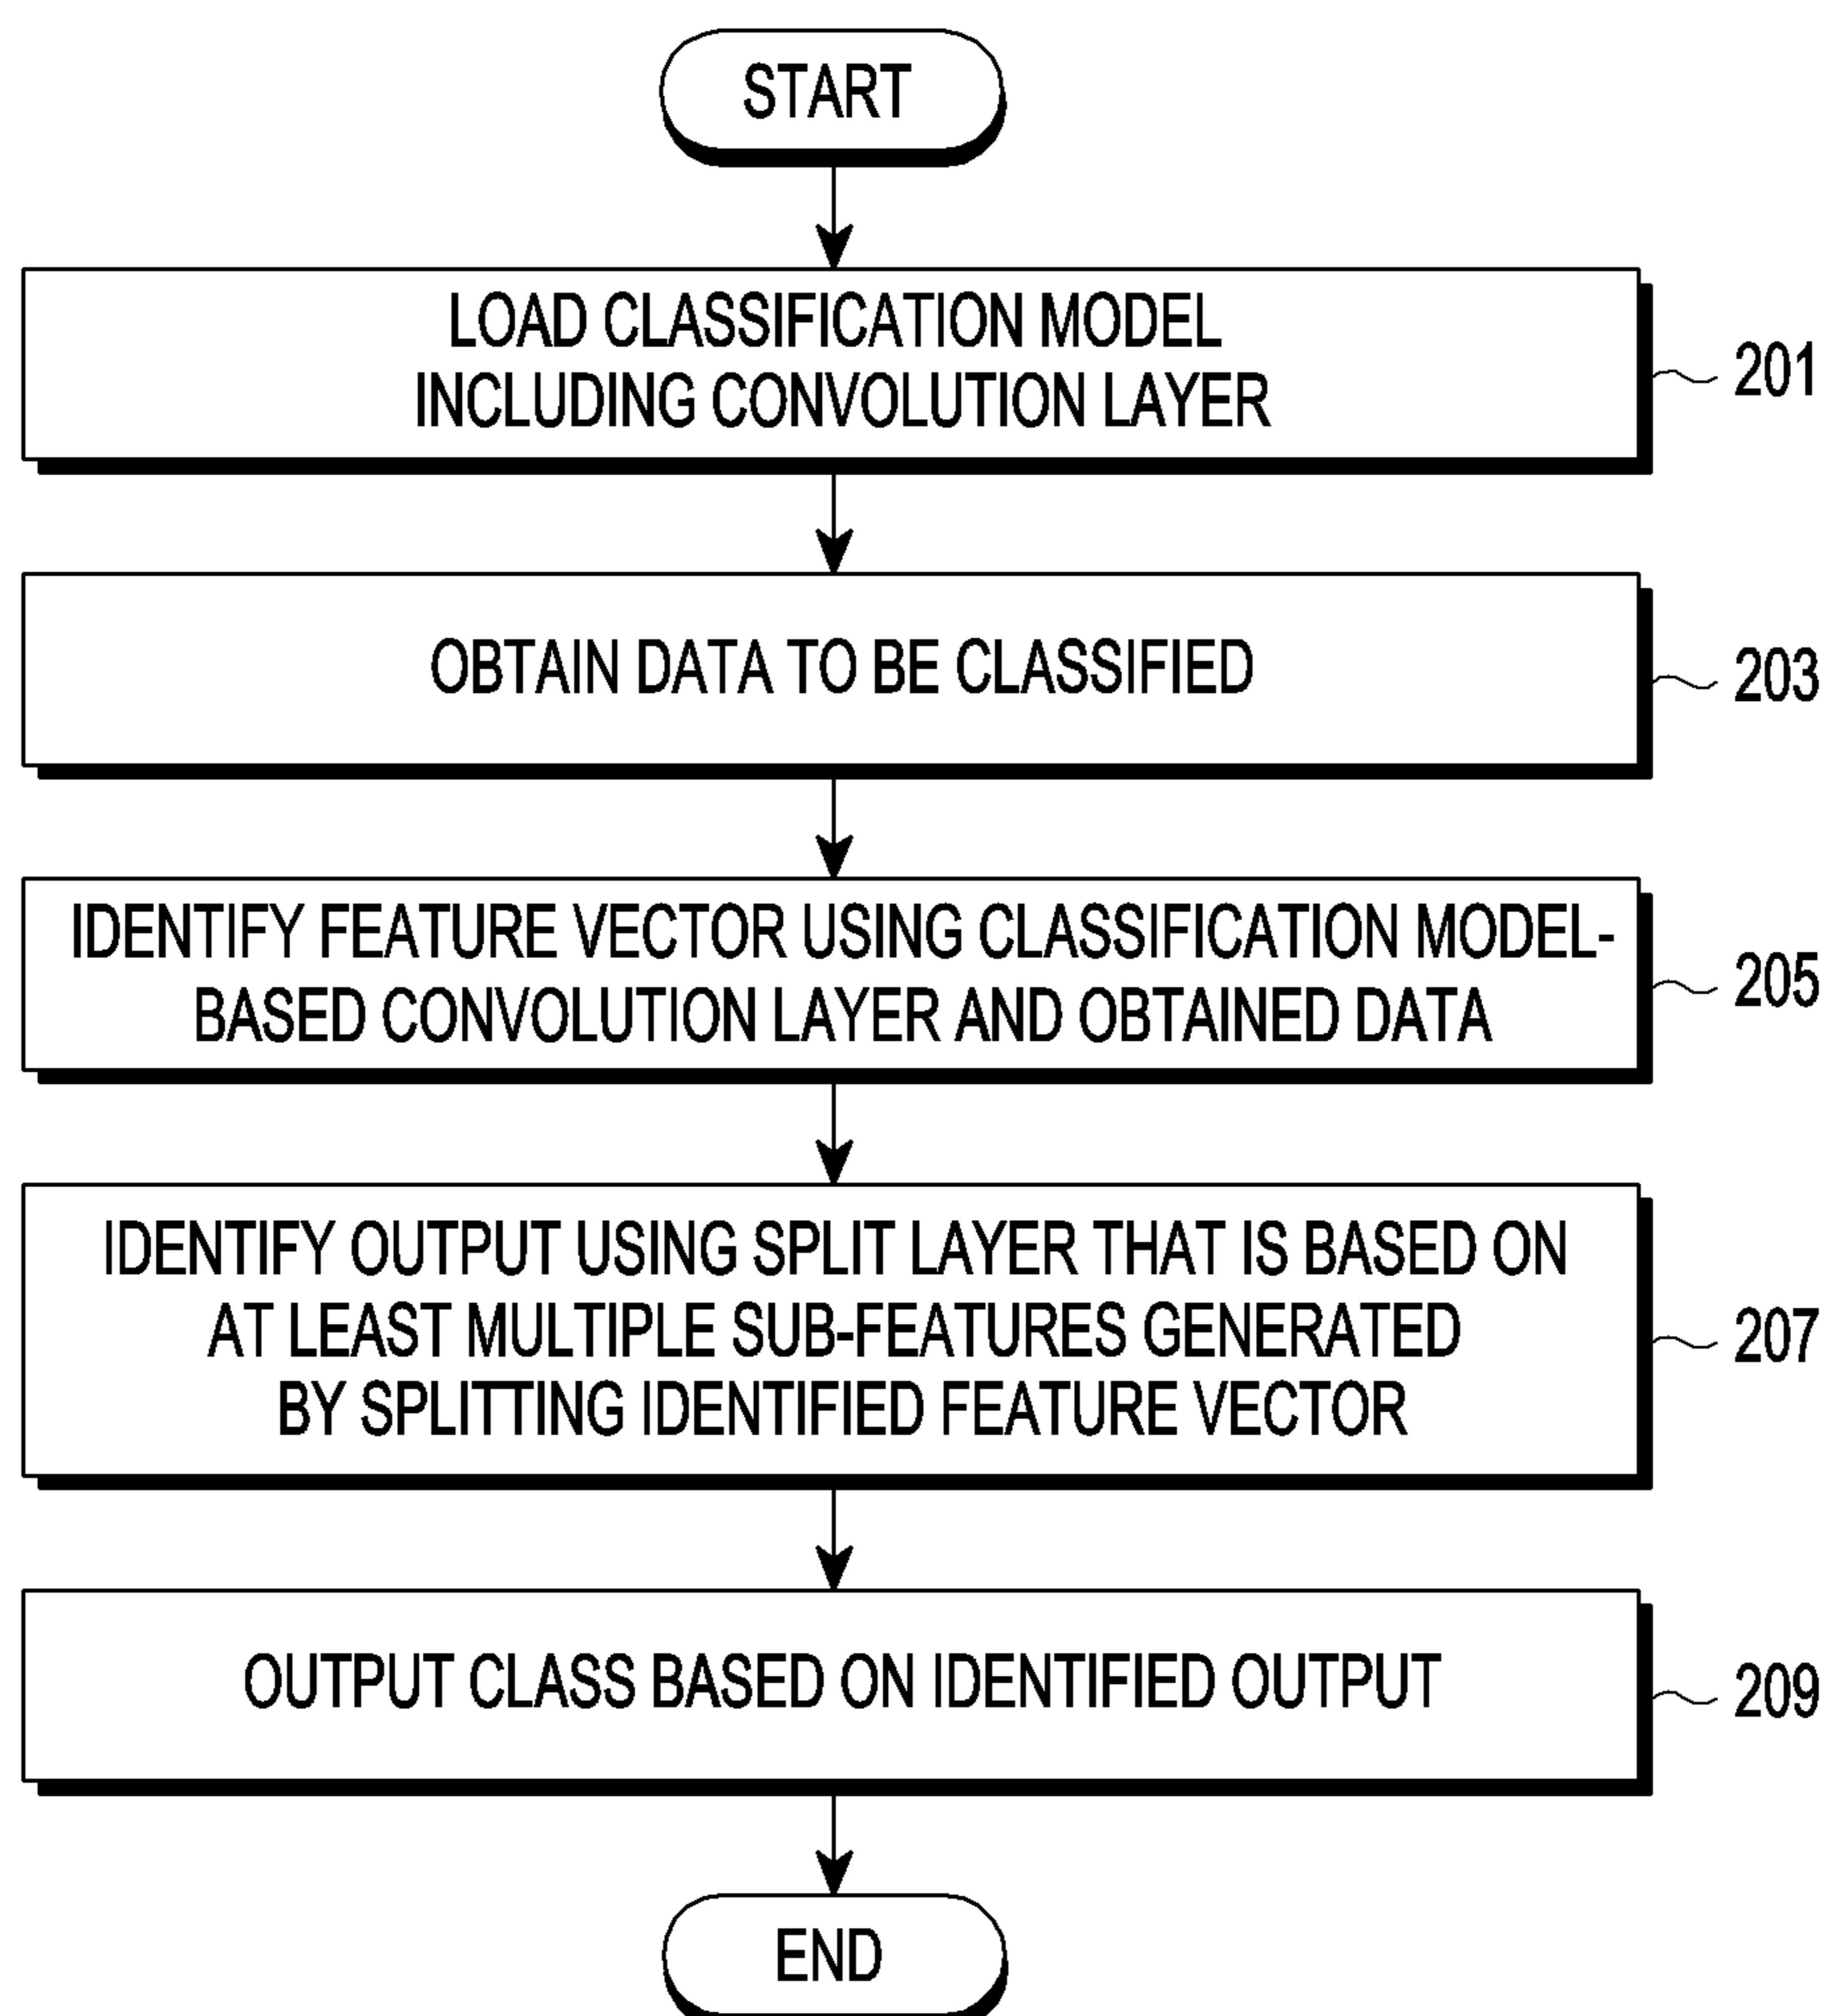 START
LOAD CLASSIFICATION MODEL
INCLUDING CONVOLUTION LAYER
201
OBTAIN DATA TO BE CLASSIFIED
203
IDENTIFY FEATURE VECTOR USING CLASSIFICATION MODEL-
BASED CONVOLUTION LAYER AND OBTAINED DATA
205
IDENTIFY OUTPUT USING SPLIT LAYER THAT IS BASED ON
AT LEAST MULTIPLE SUB-FEATURES GENERATED
BY SPLITTING IDENTIFIED FEATURE VECTOR
207
OUTPUT CLASS BASED ON IDENTIFIED OUTPUT
209
END